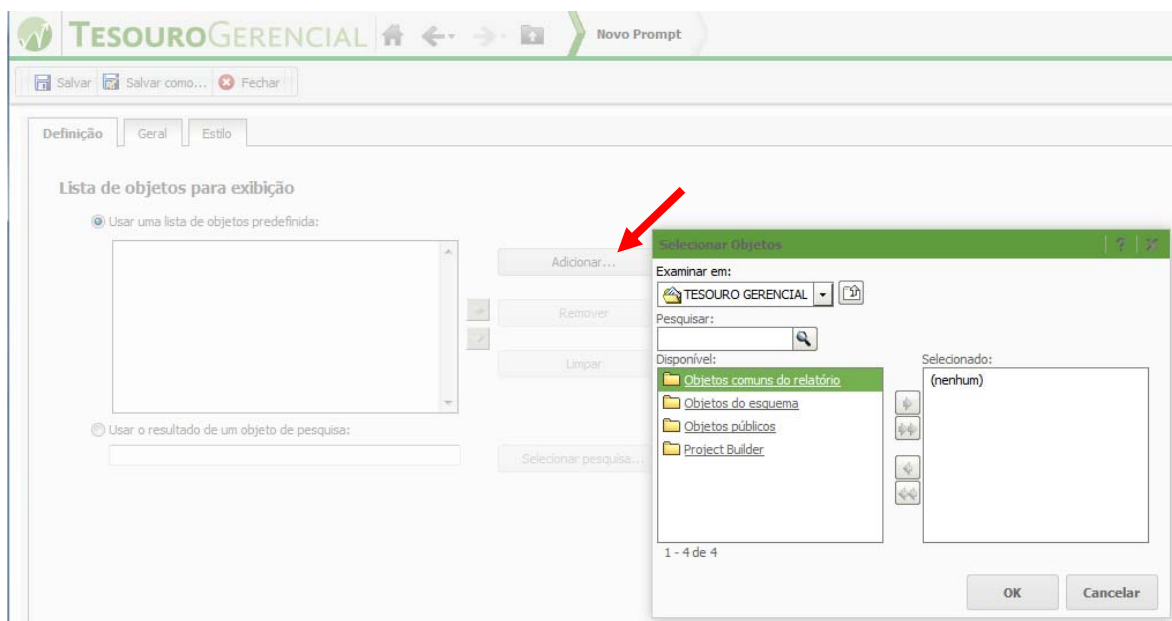 TESOUROGERENCIAL
Novo Prompt
Salvar Salvar como... Fechar
Definição Geral Estilo
Lista de objetos para exibição
Usar uma lista de objetos predefinida:
Adicionar...
Remover
Limpar
Usar o resultado de um objeto de pesquisa:
Selecionar pesquisa...
Selecionar Objetos ?
Examinar em:
TESOURO GERENCIAL
Pesquisar:
Disponível:
Objetos comuns do relatório
Objetos do esquema
Objetos públicos
Project Builder
1 - 4 de 4
Selecionado:
(nenhum)
OK Cancelar